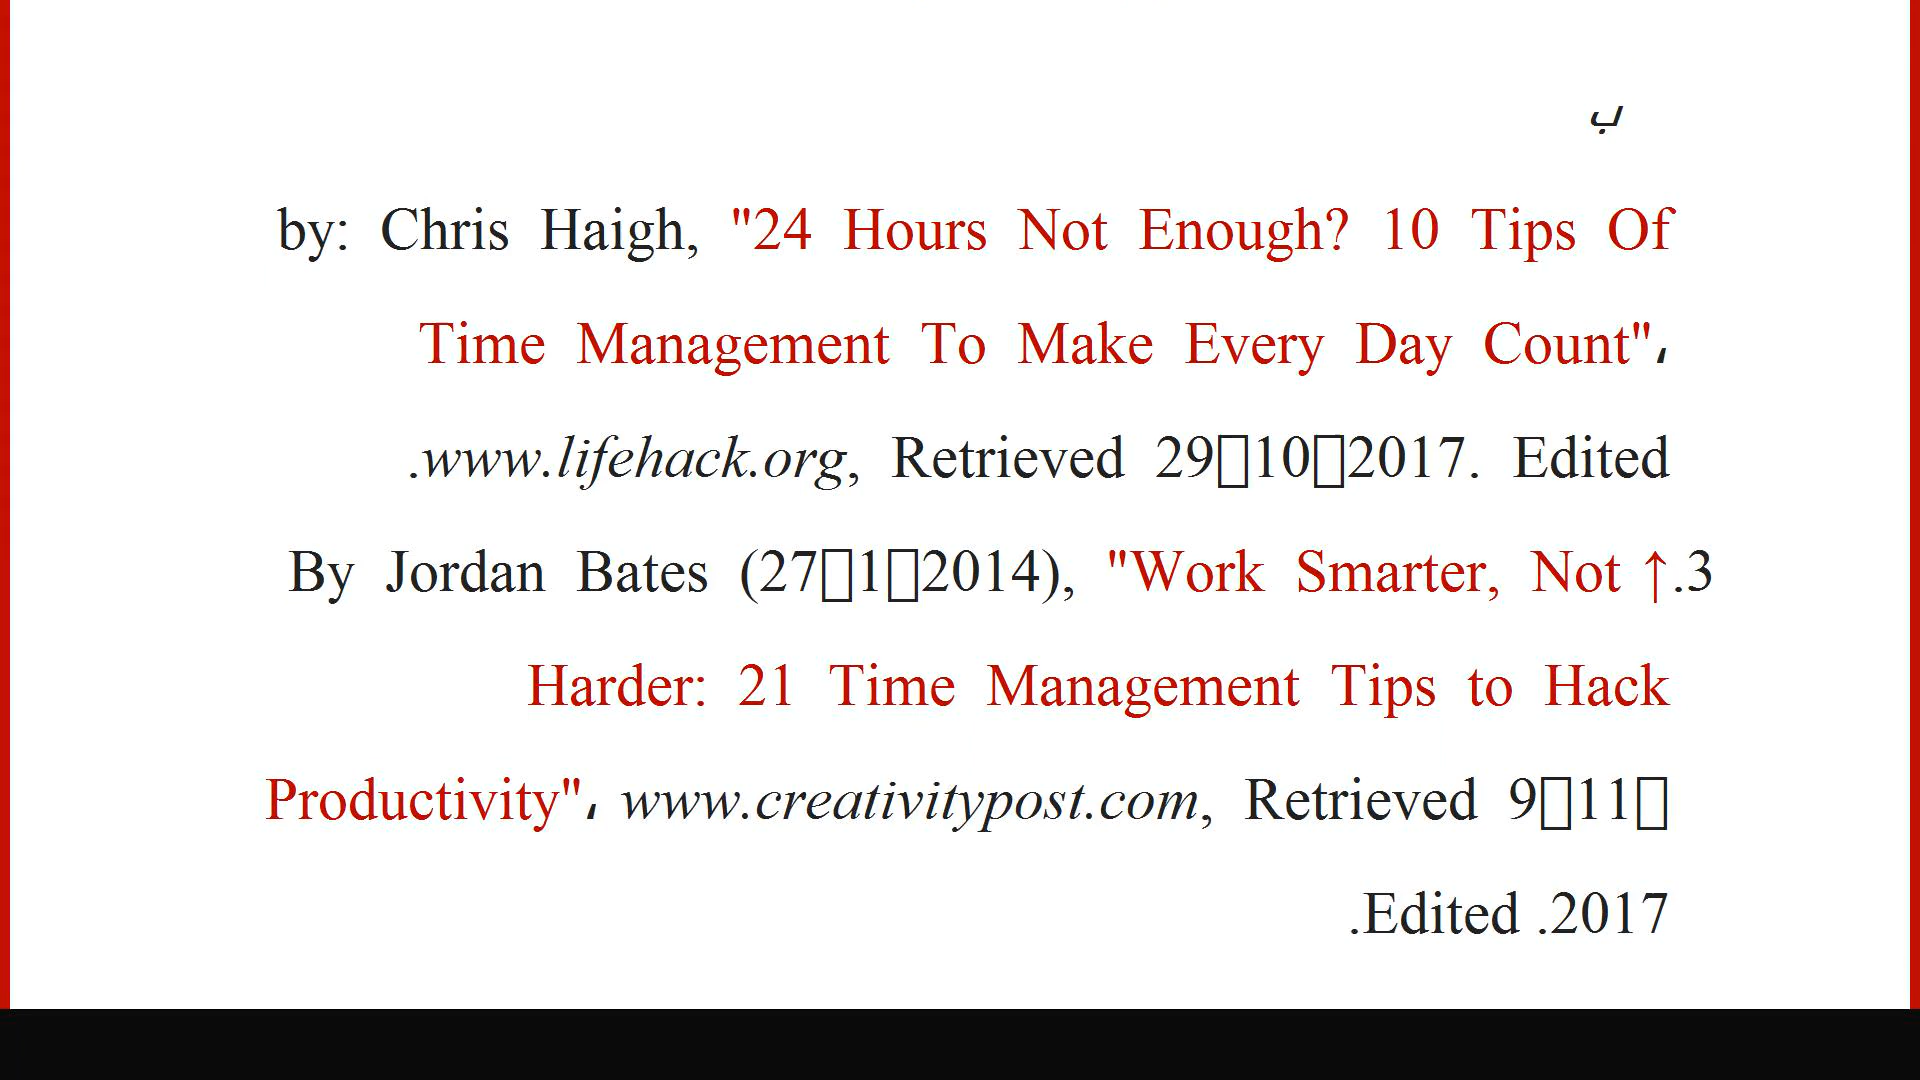 ب
by: Chris Haigh, "24 Hours Not Enough? 10 Tips Of
Time Management To Make Every Day Count"،
.www.lifehack.org, Retrieved 29▯10▯2017. Edited
By Jordan Bates (27▯1▯2014), "Work Smarter, Not ↑.3
Harder: 21 Time Management Tips to Hack
Productivity"، www.creativitypost.com, Retrieved 9▯11▯
.Edited .2017